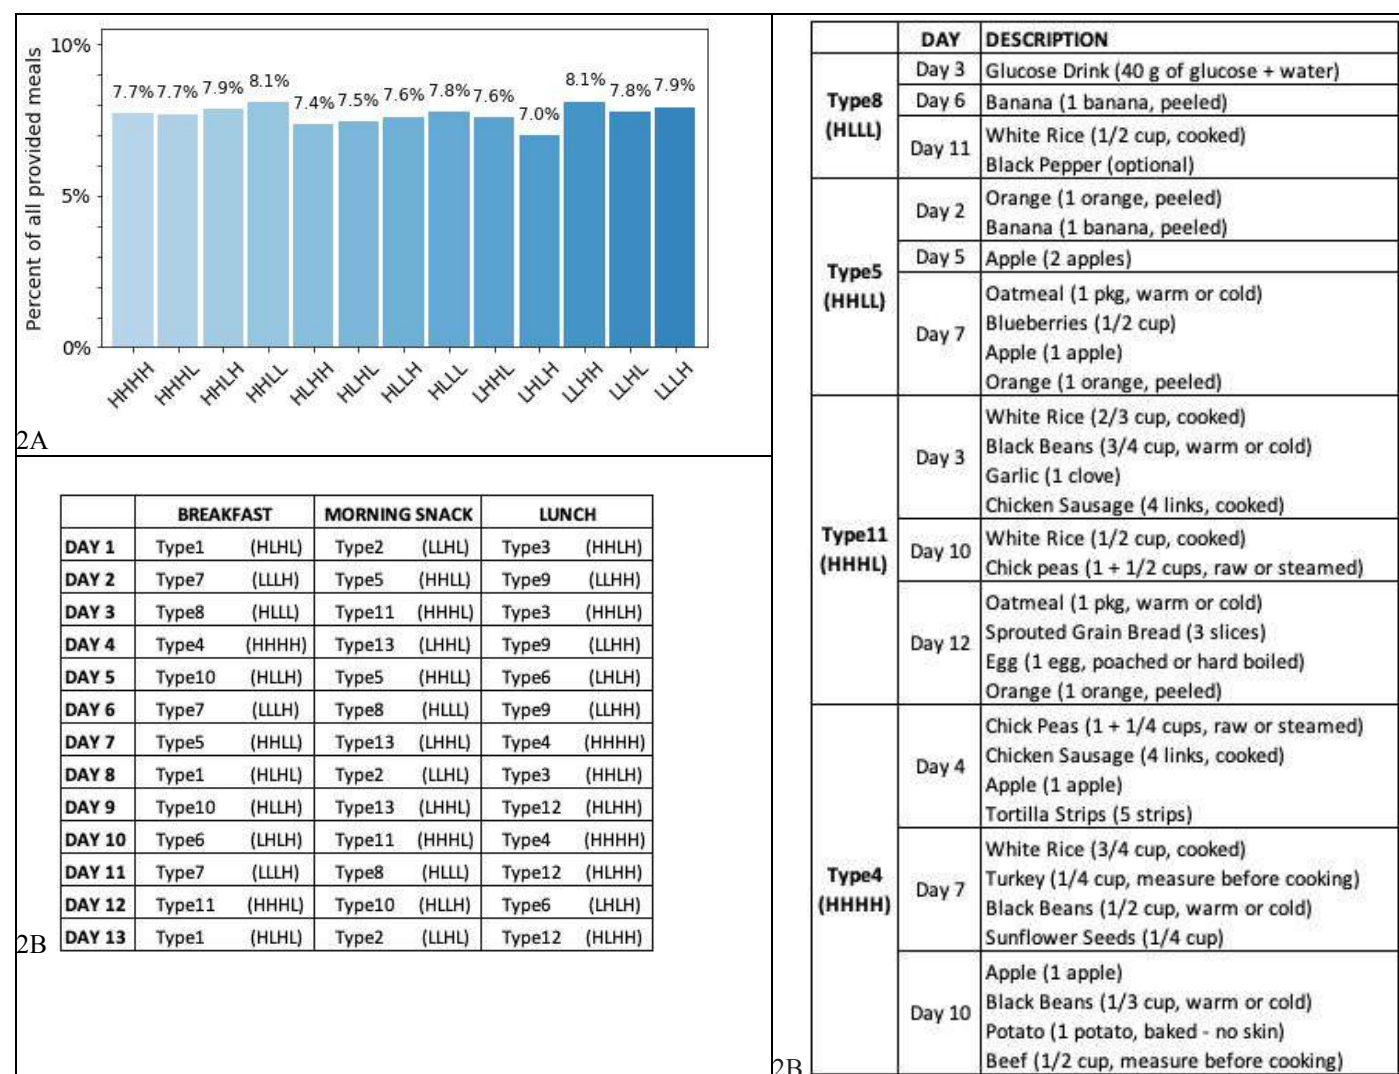 10%
5%
0%
Percent of all provided meals
7.7% 7.7% 7.9% 8.1% 7.4% 7.5% 7.6% 7.8% 7.6% 7.0% 8.1% 7.8% 7.9%
HHHH HHHL HHLH HHLL HLHH HLHL HLLH HLLL LHHL LHLH LLHH LLHL LLLH
2A
BREAKFAST MORNING SNACK LUNCH
DAY 1 Type1 (HLHL) Type2 (LLHL) Type3 (HHLH)
DAY 2 Type7 (LLLH) Type5 (HHLL) Type9 (LLHH)
DAY 3 Type8 (HLLL) Type11 (HHHL) Type3 (HHLH)
DAY 4 Type4 (HHHH) Type13 (LHHL) Type9 (LLHH)
DAY 5 Type10 (HLLH) Type5 (HHLL) Type6 (LHLH)
DAY 6 Type7 (LLLH) Type8 (HLLL) Type9 (LLHH)
DAY 7 Type5 (HHLL) Type13 (LHHL) Type4 (HHHH)
DAY 8 Type1 (HLHL) Type2 (LLHL) Type3 (HHLH)
DAY 9 Type10 (HLLH) Type13 (LHHL) Type12 (HLHH)
DAY 10 Type6 (LHLH) Type11 (HHHL) Type4 (HHHH)
DAY 11 Type7 (LLLH) Type8 (HLLL) Type12 (HLHH)
DAY 12 Type11 (HHHL) Type10 (HLLH) Type6 (LHLH)
DAY 13 Type1 (HLHL) Type2 (LLHL) Type12 (HLHH)
2B
DAY DESCRIPTION
Type8
(HLLL)
Day 3 Glucose Drink (40 g of glucose + water)
Day 6 Banana (1 banana, peeled)
Day 11
White Rice (1/2 cup, cooked)
Black Pepper (optional)
Type5
(HHLL)
Day 2
Orange (1 orange, peeled)
Banana (1 banana, peeled)
Day 5 Apple (2 apples)
Day 7
Oatmeal (1 pkg, warm or cold)
Blueberries (1/2 cup)
Apple (1 apple)
Orange (1 orange, peeled)
Type11
(HHHL)
Day 3
White Rice (2/3 cup, cooked)
Black Beans (3/4 cup, warm or cold)
Garlic (1 clove)
Chicken Sausage (4 links, cooked)
Day 10
White Rice (1/2 cup, cooked)
Chick peas (1 + 1/2 cups, raw or steamed)
Day 12
Oatmeal (1 pkg, warm or cold)
Sprouted Grain Bread (3 slices)
Egg (1 egg, poached or hard boiled)
Orange (1 orange, peeled)
Type4
(HHHH)
Day 4
Chick Peas (1 + 1/4 cups, raw or steamed)
Chicken Sausage (4 links, cooked)
Apple (1 apple)
Tortilla Strips (5 strips)
Day 7
White Rice (3/4 cup, cooked)
Turkey (1/4 cup, measure before cooking)
Black Beans (1/2 cup, warm or cold)
Sunflower Seeds (1/4 cup)
Day 10
Apple (1 apple)
Black Beans (1/3 cup, warm or cold)
Potato (1 potato, baked - no skin)
Beef (1/2 cup, measure before cooking)
2B